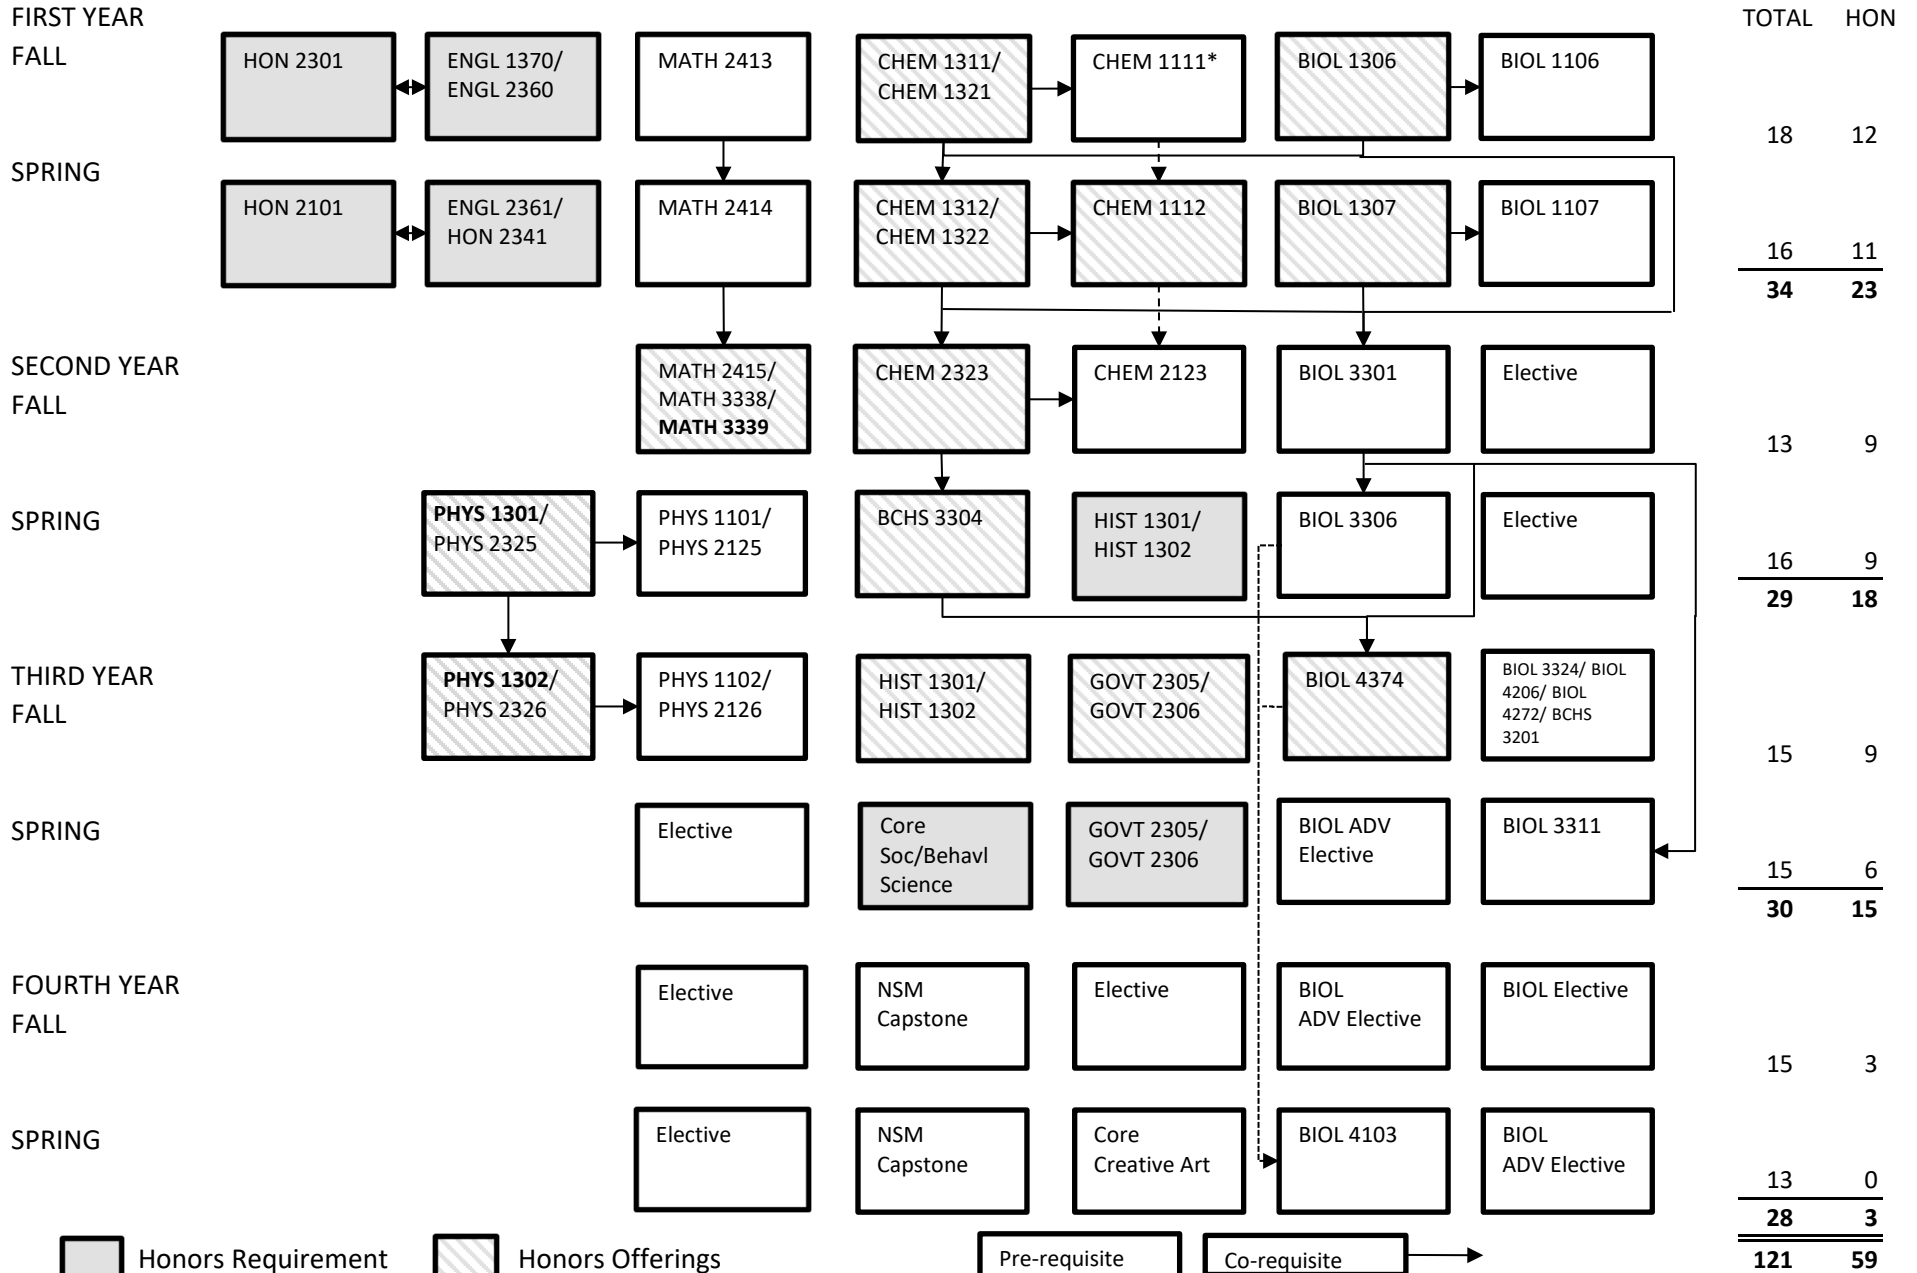 FIRST YEAR
TOTAL HON
FALL
HON 2301
ENGL 1370/
ENGL 2360
MATH 2413
CHEM 1311/
CHEM 1321
CHEM 1111*
BIOL 1306
BIOL 1106
18 12
SPRING
HON 2101
ENGL 2361/
HON 2341
MATH 2414
CHEM 1312/
CHEM 1322
CHEM 1112
BIOL 1307
BIOL 1107
16 11
34 23
SECOND YEAR
FALL
MATH 2415/
MATH 3338/
MATH 3339
CHEM 2323
CHEM 2123
BIOL 3301
Elective
13 9
SPRING
PHYS 1301/
PHYS 2325
PHYS 1101/
PHYS 2125
BCHS 3304
HIST 1301/
HIST 1302
BIOL 3306
Elective
16 9
29 18
THIRD YEAR
FALL
PHYS 1302/
PHYS 2326
PHYS 1102/
PHYS 2126
HIST 1301/
HIST 1302
GOVT 2305/
GOVT 2306
BIOL 4374
BIOL 3324/ BIOL
4206/ BIOL
4272/ BCHS
3201
15 9
SPRING
Elective
Core
Soc/Behavl
Science
GOVT 2305/
GOVT 2306
BIOL ADV
Elective
BIOL 3311
15 6
30 15
FOURTH YEAR
FALL
Elective
NSM
Capstone
Elective
BIOL
ADV Elective
BIOL Elective
15 3
SPRING
Elective
NSM
Capstone
Core
Creative Art
BIOL 4103
BIOL
ADV Elective
13 0
28 3
Honors Requirement
Honors Offerings
Pre-requisite
Co-requisite
121 59